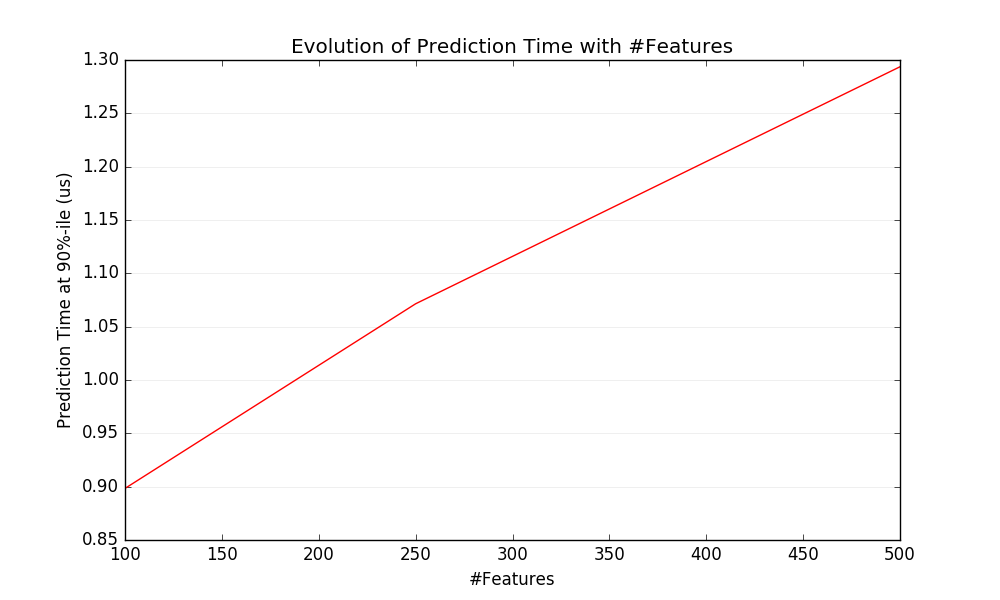 Evolution of Prediction Time with #Features
1.30
1.25
1.20
1.15
1.10
1.05
1.00
0.95
0.90
0.85
Prediction Time at 90%-ile (us)
100 150 200 250 300 350 400 450 500
#Features